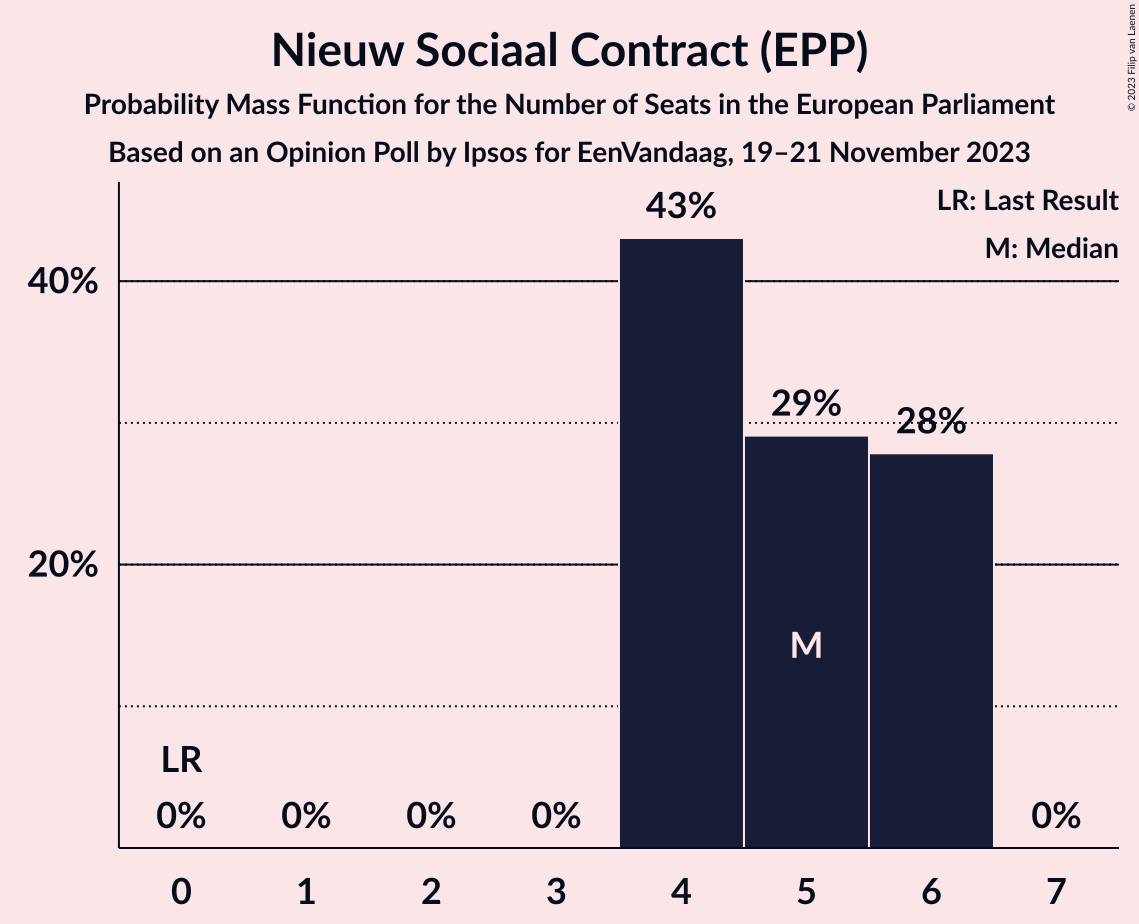 Nieuw Sociaal Contract (EPP)
Probability Mass Function for the Number of Seats in the European Parliament
Based on an Opinion Poll by Ipsos for EenVandaag, 19–21 November 2023
© 2023 Filip van Laenen
LR: Last Result
M: Median
43%
40%
29%
28%
20%
M
LR
0% 0% 0% 0% 0%
0 1 2 3 4 5 6 7